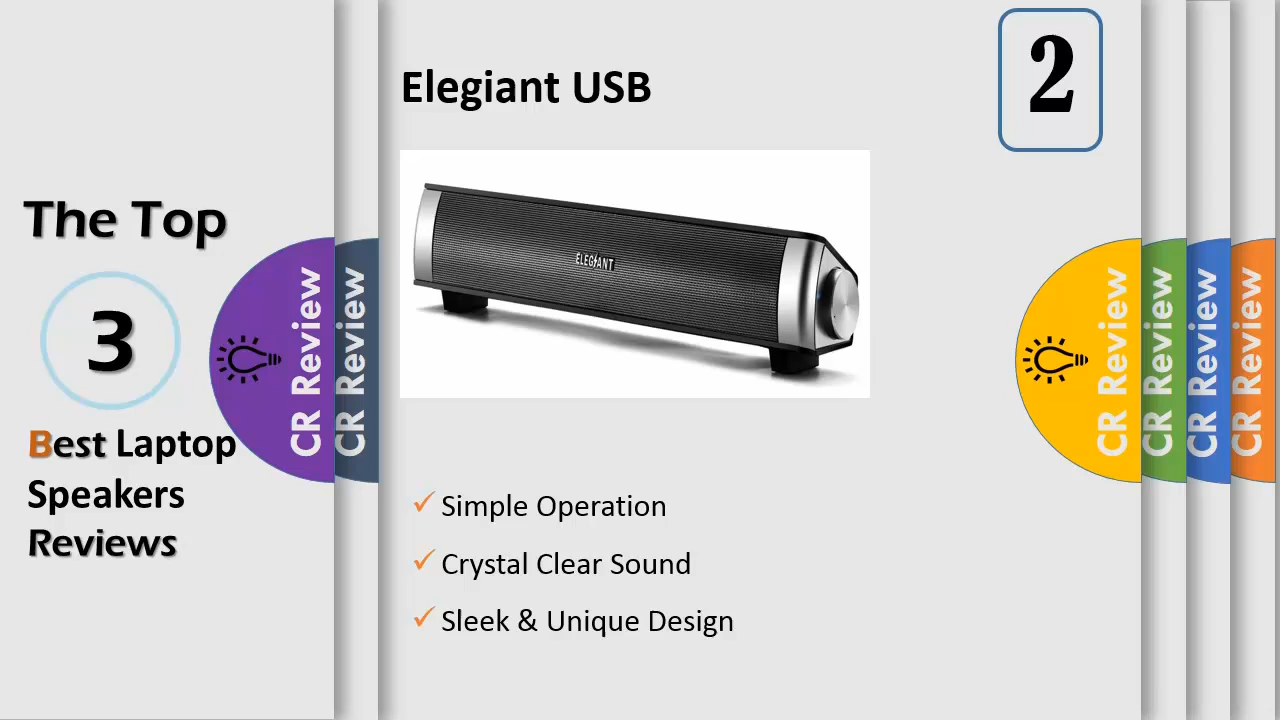 The Top
3
Best Laptop
Speakers
Reviews
CR Review
CR Review
Elegiant USB
2
ELEGIANT
Simple Operation
Crystal Clear Sound
Sleek & Unique Design
CR Review
CR Review
CR Review
CR Review